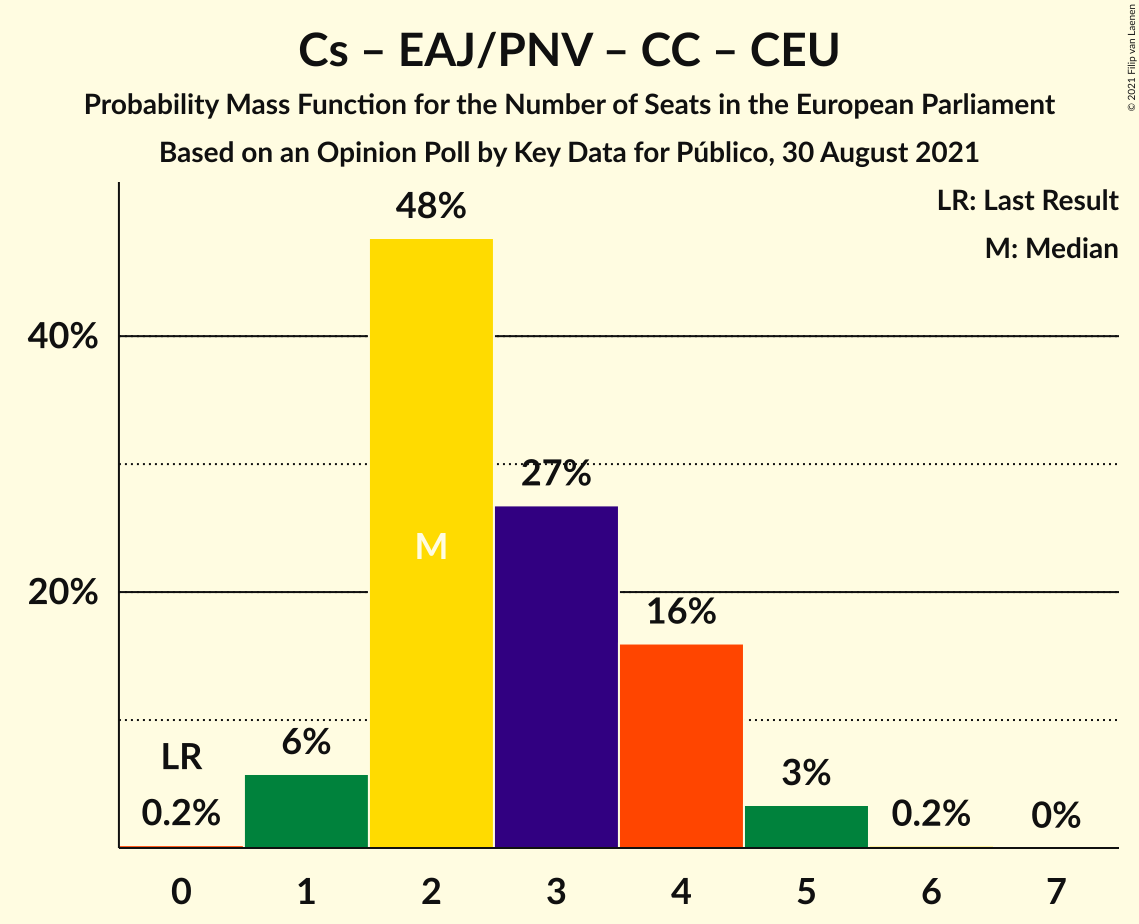 © 2021 Filip van Laenen
Cs – EAJ/PNV – CC – CEU
Probability Mass Function for the Number of Seats in the European Parliament
Based on an Opinion Poll by Key Data for Público, 30 August 2021
LR: Last Result
M: Median
48%
40%
27%
M
20%
16%
LR
6%
3%
0.2%
0.2%
0%
0 1 2 3 4 5 6 7